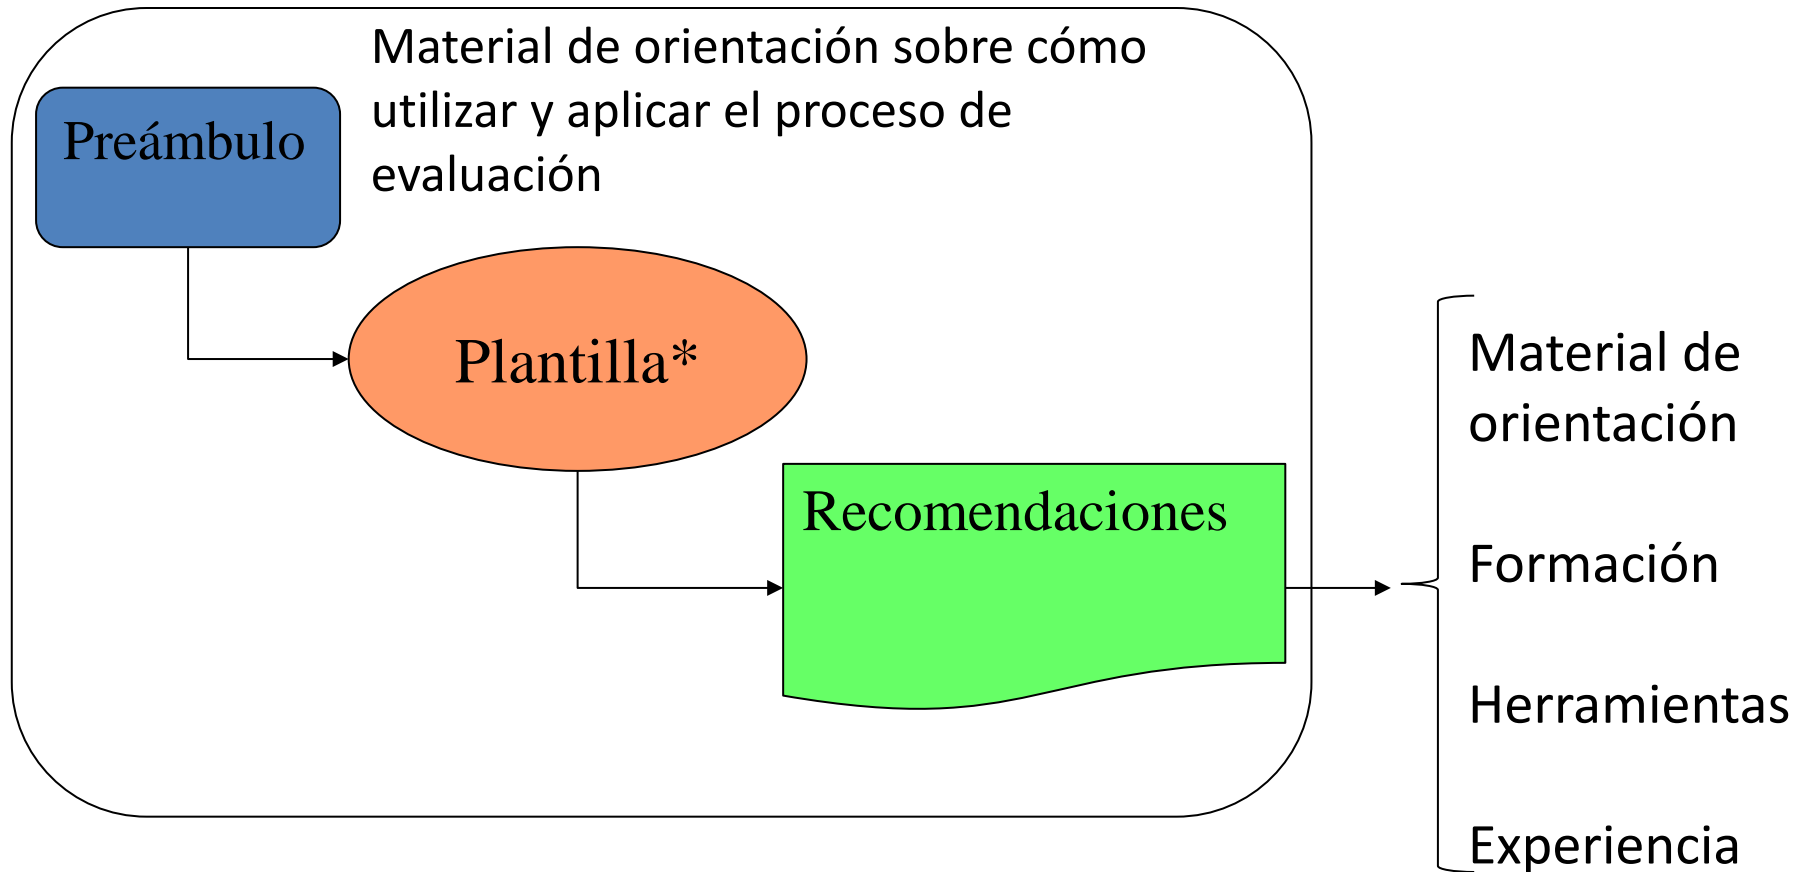 Material de orientación sobre cómo
utilizar y aplicar el proceso de
evaluación
Preámbulo
Plantilla*
Recomendaciones
Material de
orientación
Formación
Herramientas
Experiencia